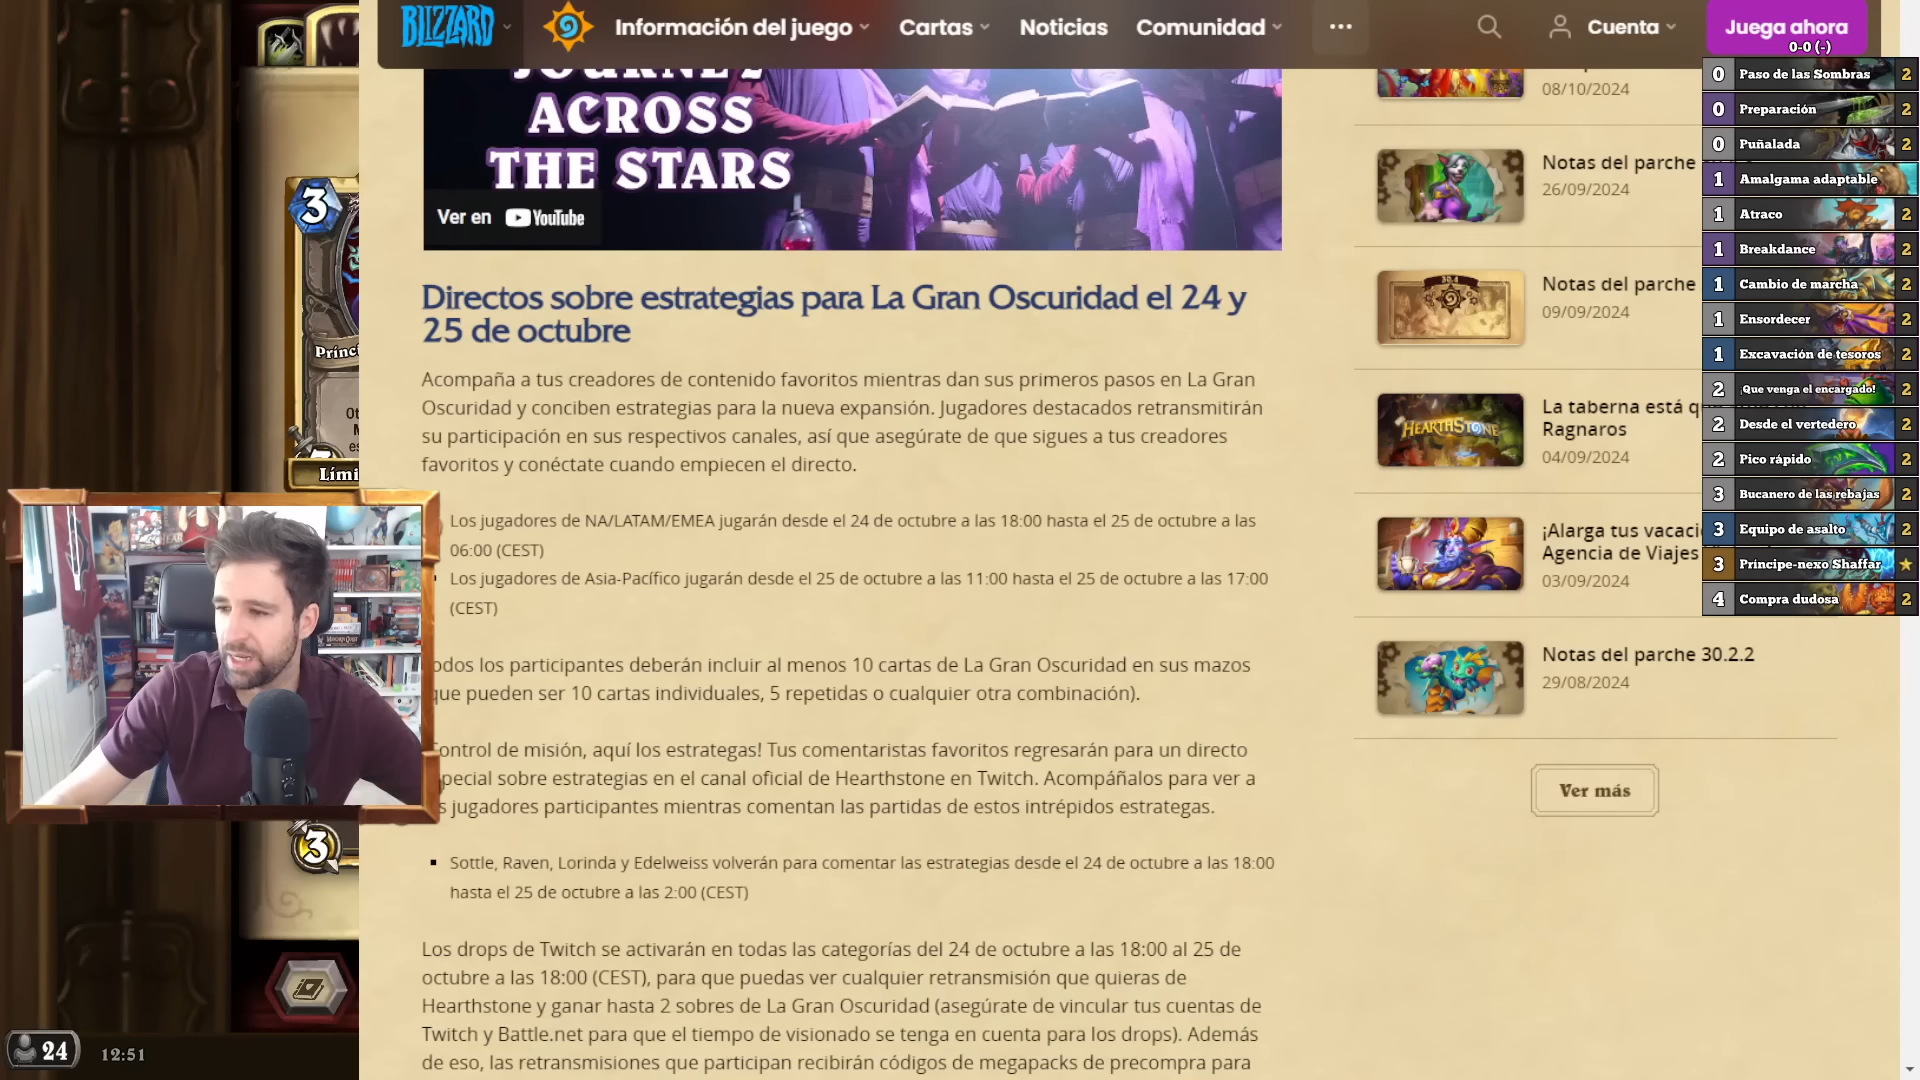 BLIZZARD
Información del juego
Cartas
Noticias
Comunidad
...
Cuenta
Juega ahora
0-0 (-)
JOURNEY
ACROSS
THE STARS
Ver en YouTube
Directos sobre estrategias para La Gran Oscuridad el 24 y
25 de octubre
Acompaña a tus creadores de contenido favoritos mientras dan sus primeros pasos en La Gran
Oscuridad y conciben estrategias para la nueva expansión. Jugadores destacados retransmitirán
su participación en sus respectivos canales, así que asegúrate de que sigues a tus creadores
favoritos y conéctate cuando empiecen el directo.
Los jugadores de NA/LATAM/EMEA jugarán desde el 24 de octubre a las 18:00 hasta el 25 de octubre a las
06:00 (CEST)
Los jugadores de Asia-Pacífico jugarán desde el 25 de octubre a las 11:00 hasta el 25 de octubre a las 17:00
(CEST)
odos los participantes deberán incluir al menos 10 cartas de La Gran Oscuridad en sus mazos
que pueden ser 10 cartas individuales, 5 repetidas o cualquier otra combinación).
ontrol de misión, aquí los estrategas! Tus comentaristas favoritos regresarán para un directo
pecial sobre estrategias en el canal oficial de Hearthstone en Twitch. Acompáñalos para ver a
s jugadores participantes mientras comentan las partidas de estos intrépidos estrategas.
▪ Sottle, Raven, Lorinda y Edelweiss volverán para comentar las estrategias desde el 24 de octubre a las 18:00
hasta el 25 de octubre a las 2:00 (CEST)
Los drops de Twitch se activarán en todas las categorías del 24 de octubre a las 18:00 al 25 de
octubre a las 18:00 (CEST), para que puedas ver cualquier retransmisión que quieras de
Hearthstone y ganar hasta 2 sobres de La Gran Oscuridad (asegúrate de vincular tus cuentas de
Twitch y Battle.net para que el tiempo de visionado se tenga en cuenta para los drops). Además
de eso, las retransmisiones que participan recibirán códigos de megapacks de precompra para
08/10/2024
Notas del parche
26/09/2024
30.4
Notas del parche
09/09/2024
HEARTHSTONE
La taberna está q
Ragnaros
04/09/2024
¡Alarga tus vacaci
Agencia de Viajes
03/09/2024
Notas del parche 30.2.2
29/08/2024
Ver más
0 Paso de las Sombras 2
0 Preparación 2
0 Puñalada 2
1 Amalgama adaptable
1 Atraco 2
1 Breakdance 2
1 Cambio de marcha 2
1 Ensordecer 2
1 Excavación de tesoros 2
2 ¡Que venga el encargado! 2
2 Desde el vertedero 2
2 Pico rápido 2
3 Bucanero de las rebajas 2
3 Equipo de asalto 2
3 Príncipe-nexo Shaffar ★
4 Compra dudosa 2
3
Prínci
Ot
M
es
Lími
3
24
12:51